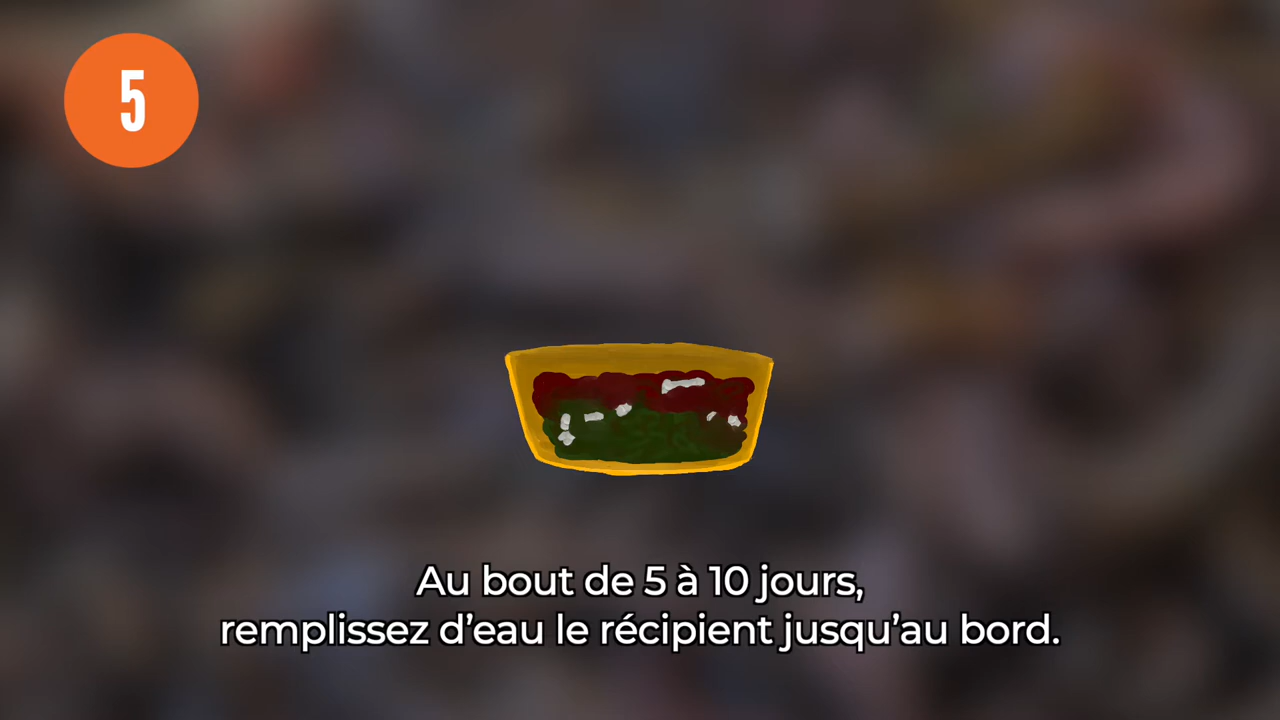 5
Au bout de 5 à 10 jours,
remplissez d’eau le récipient jusqu’au bord.